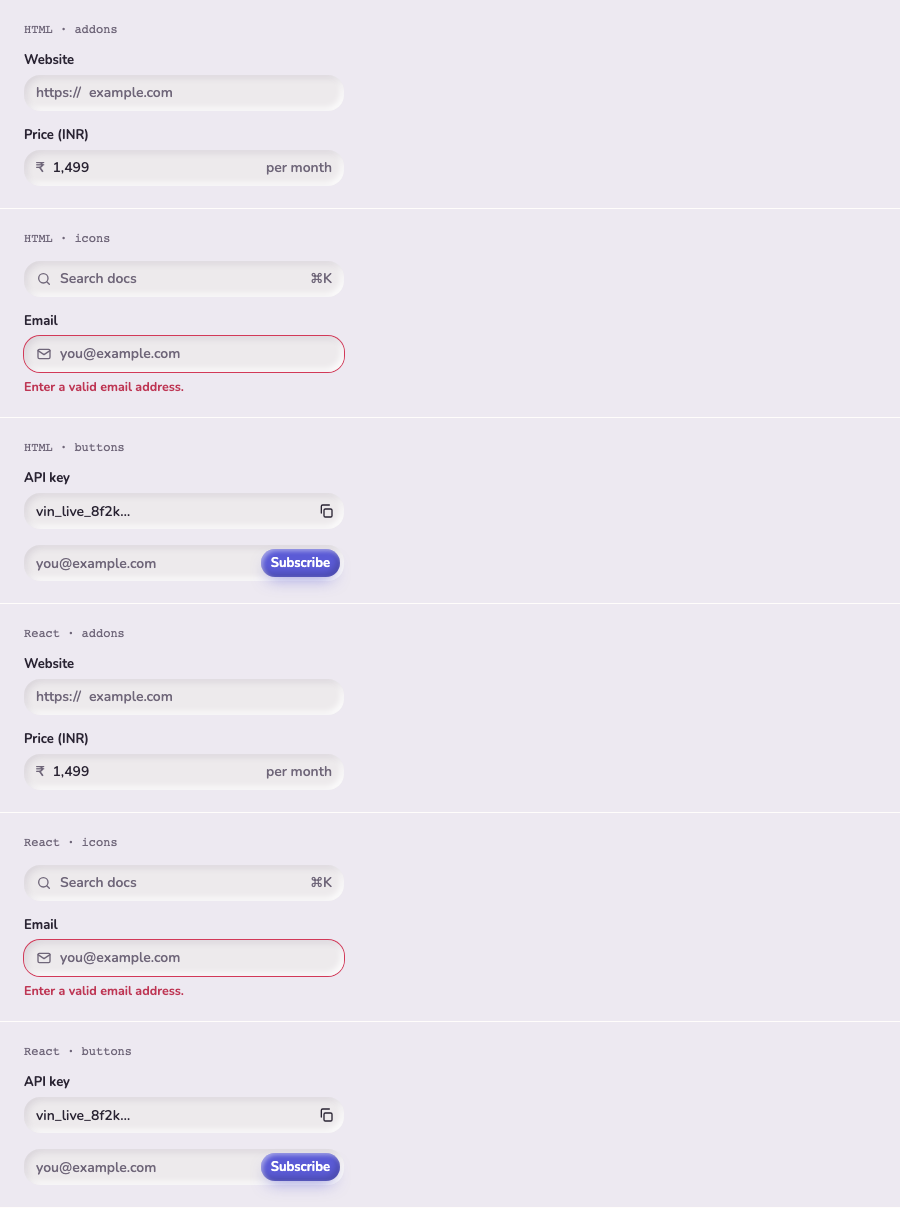 HTML · addons
Website
https:// example.com
Price (INR)
₹ 1,499 per month
HTML · icons
Search docs ⌘K
Email
you@example.com
Enter a valid email address.
HTML · buttons
API key
vin_live_8f2k...
you@example.com Subscribe
React · addons
Website
https:// example.com
Price (INR)
₹ 1,499 per month
React · icons
Search docs ⌘K
Email
you@example.com
Enter a valid email address.
React · buttons
API key
vin_live_8f2k...
you@example.com Subscribe